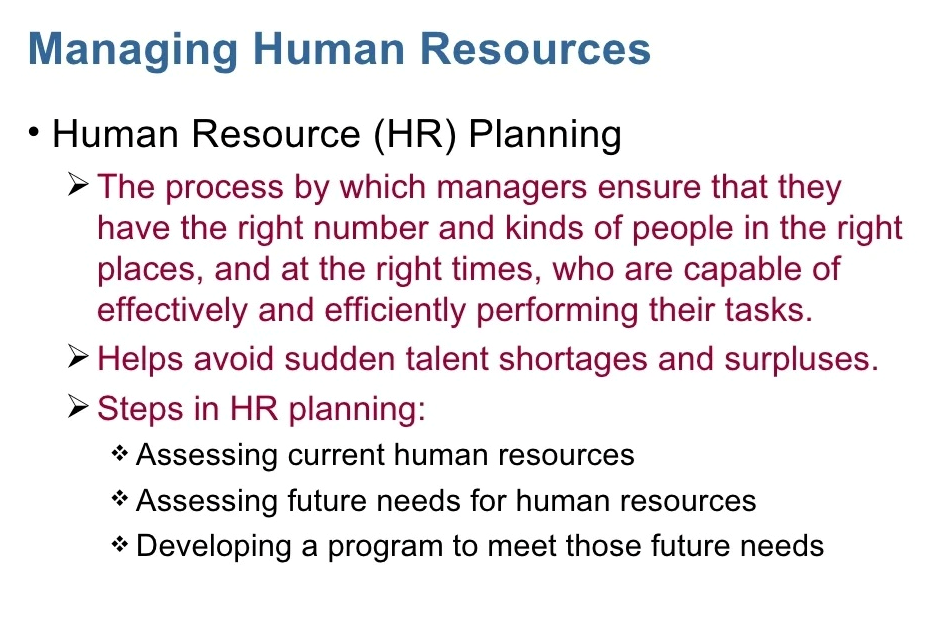 Managing Human Resources
• Human Resource (HR) Planning
➢ The process by which managers ensure that they
have the right number and kinds of people in the right
places, and at the right times, who are capable of
effectively and efficiently performing their tasks.
➢ Helps avoid sudden talent shortages and surpluses.
➢ Steps in HR planning:
❖ Assessing current human resources
❖ Assessing future needs for human resources
❖ Developing a program to meet those future needs